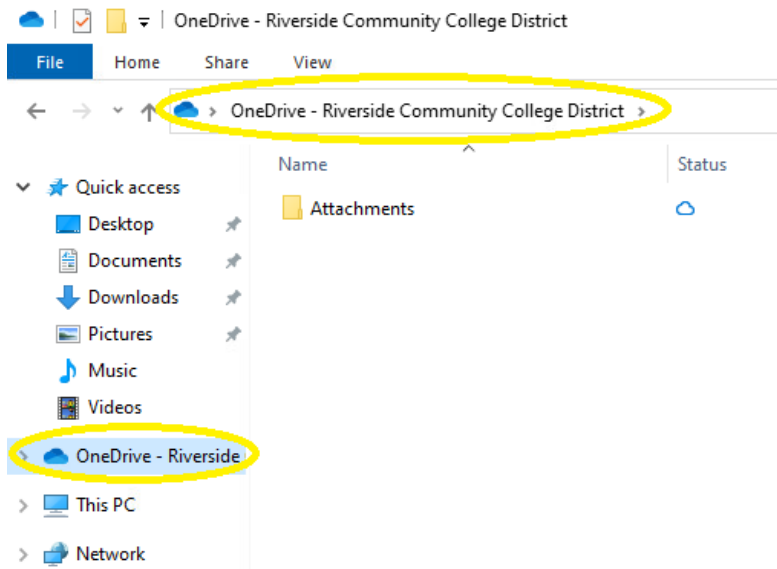 OneDrive - Riverside Community College District
File Home Share View
OneDrive - Riverside Community College District
Name Status
Quick access
Attachments
Desktop
Documents
Downloads
Pictures
Music
Videos
OneDrive - Riverside
This PC
Network